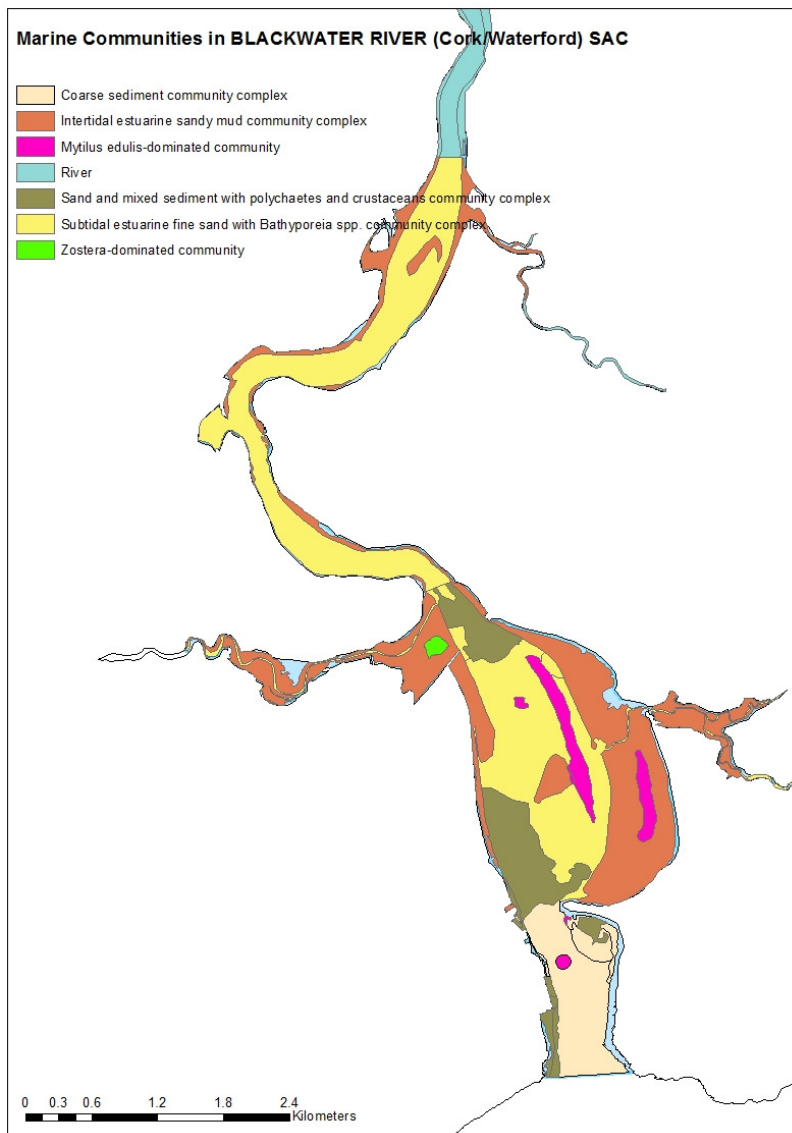 Marine Communities in BLACKWATER RIVER (Cork/Waterford) SAC
Coarse sediment community complex
Intertidal estuarine sandy mud community complex
Mytilus edulis-dominated community
River
Sand and mixed sediment with polychaetes and crustaceans community complex
Subtidal estuarine fine sand with Bathyporeia spp. community complex
Zostera-dominated community
0 0.3 0.6 1.2 1.8 2.4
Kilometers